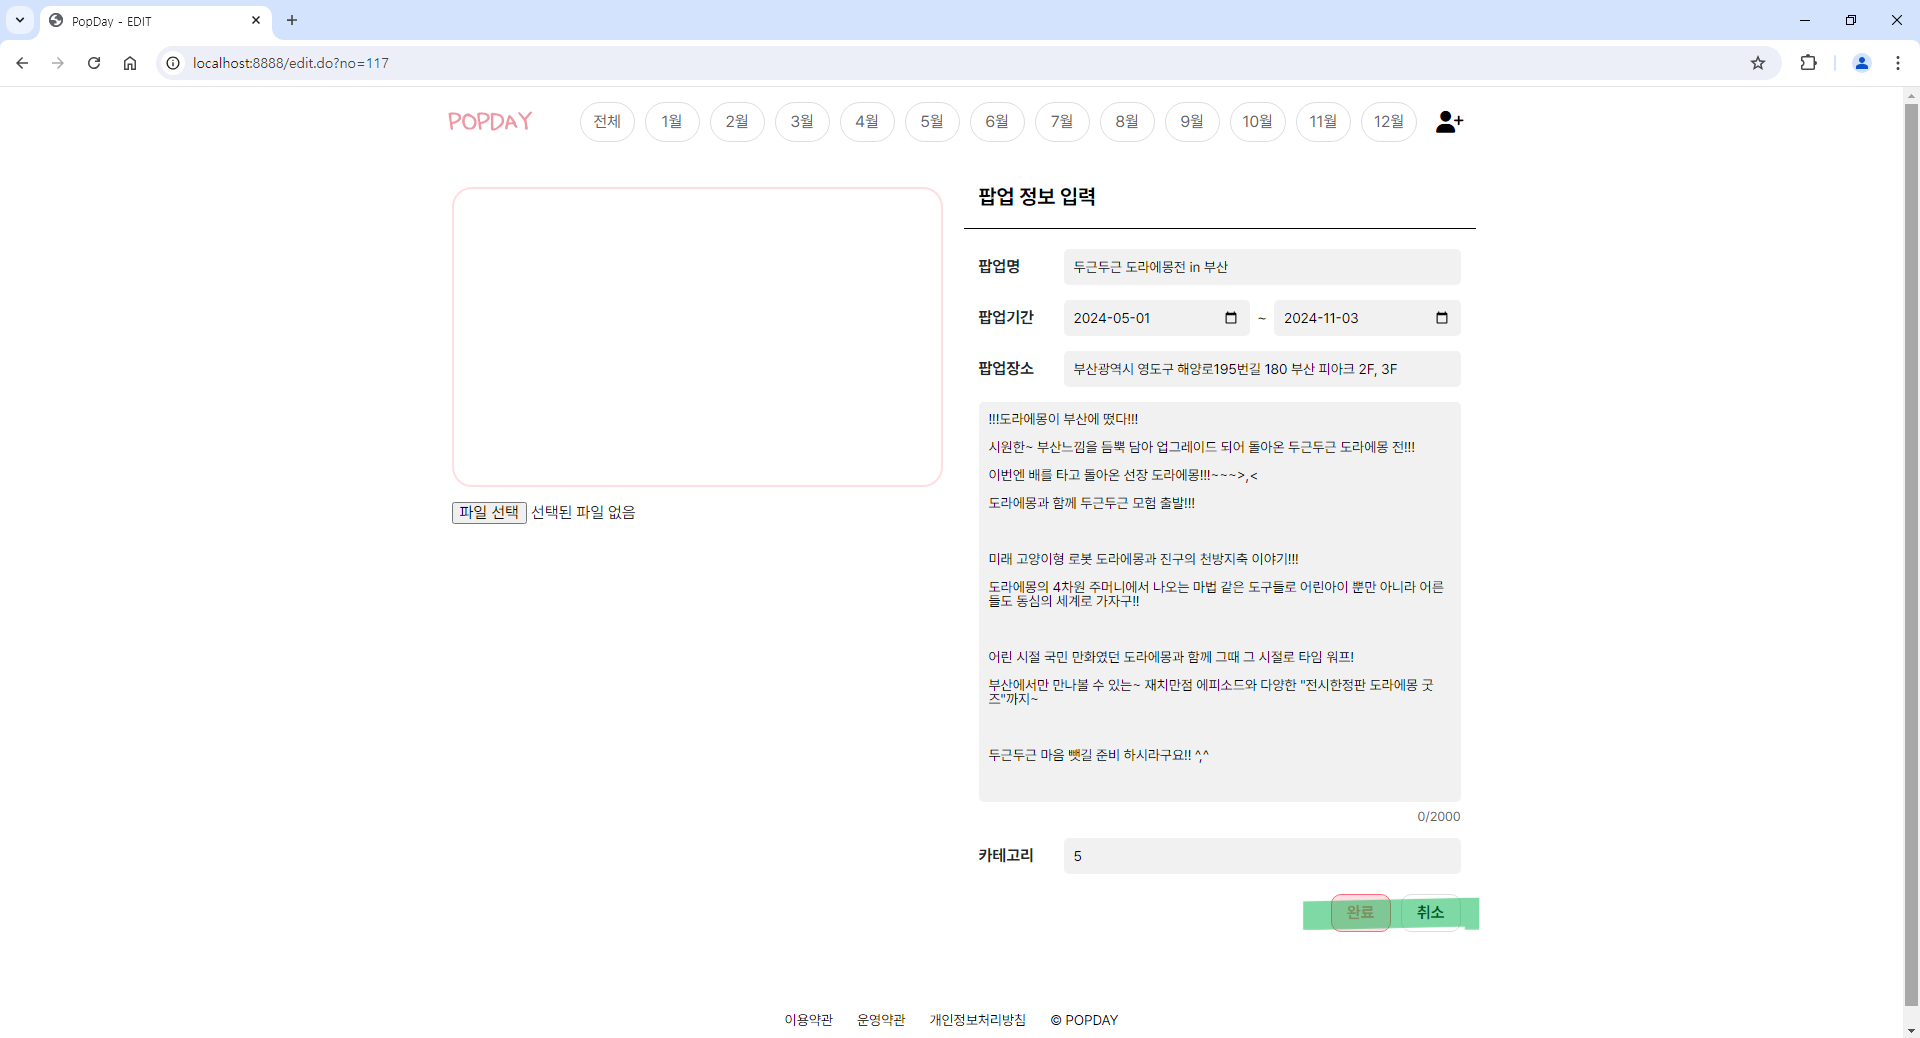 PopDay - EDIT
localhost:8888/edit.do?no=117
POPDAY 전체 1월 2월 3월 4월 5월 6월 7월 8월 9월 10월 11월 12월
팝업 정보 입력
팝업명 두근두근 도라에몽전 in 부산
팝업기간 2024-05-01 ~ 2024-11-03
팝업장소 부산광역시 영도구 해양로195번길 180 부산 피아크 2F, 3F
!!!도라에몽이 부산에 떴다!!!
시원한~ 부산느낌을 듬뿍 담아 업그레이드 되어 돌아온 두근두근 도라에몽 전!!!
이번엔 배를 타고 돌아온 선장 도라에몽!!!~~~>,<
도라에몽과 함께 두근두근 모험 출발!!!
파일 선택 선택된 파일 없음
미래 고양이형 로봇 도라에몽과 진구의 천방지축 이야기!!!
도라에몽의 4차원 주머니에서 나오는 마법 같은 도구들로 어린아이 뿐만 아니라 어른
들도 동심의 세계로 가자구!!
어린 시절 국민 만화였던 도라에몽과 함께 그때 그 시절로 타임 워프!
부산에서만 만나볼 수 있는~ 재치만점 에피소드와 다양한 "전시한정판 도라에몽 굿
즈"까지~
두근두근 마음 뺏길 준비 하시라구요!! ^,^
0/2000
카테고리 5
완료 취소
이용약관 운영약관 개인정보처리방침 © POPDAY